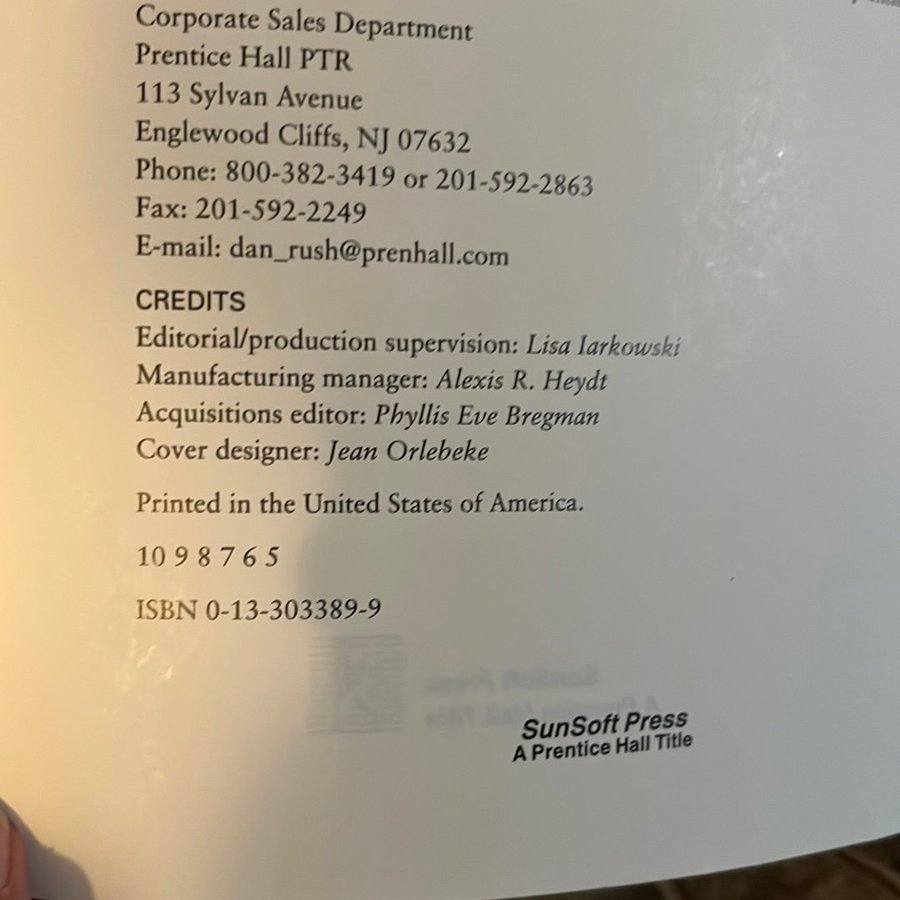 Corporate Sales Department
Prentice Hall PTR
113 Sylvan Avenue
Englewood Cliffs, NJ 07632
Phone: 800-382-3419 or 201-592-2863
Fax: 201-592-2249
E-mail: dan_rush@prenhall.com
CREDITS
Editorial/production supervision: Lisa Iarkowski
Manufacturing manager: Alexis R. Heydt
Acquisitions editor: Phyllis Eve Bregman
Cover designer: Jean Orlebeke
Printed in the United States of America.
10 9 8 7 6 5
ISBN 0-13-303389-9
SunSoft Press
A Prentice Hall Title